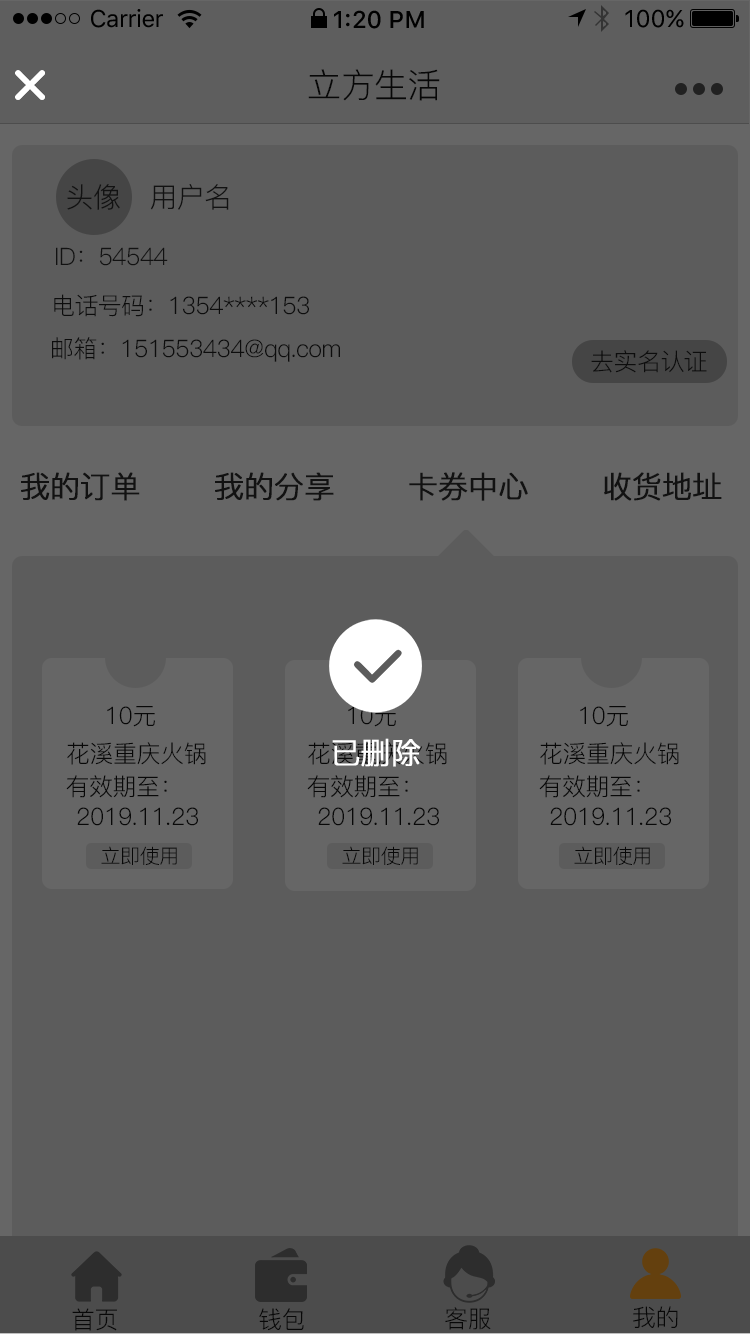 Carrier 1:20 PM 100%
立方生活
头像 用户名
ID：54544
电话号码：1354****153
邮箱：151553434@qq.com
去实名认证
我的订单 我的分享 卡券中心 收货地址
10元 10元 10元
花溪重庆火锅 花溪重庆火锅 花溪重庆火锅
已删除
有效期至： 有效期至： 有效期至：
2019.11.23 2019.11.23 2019.11.23
立即使用 立即使用 立即使用
首页 钱包 客服 我的